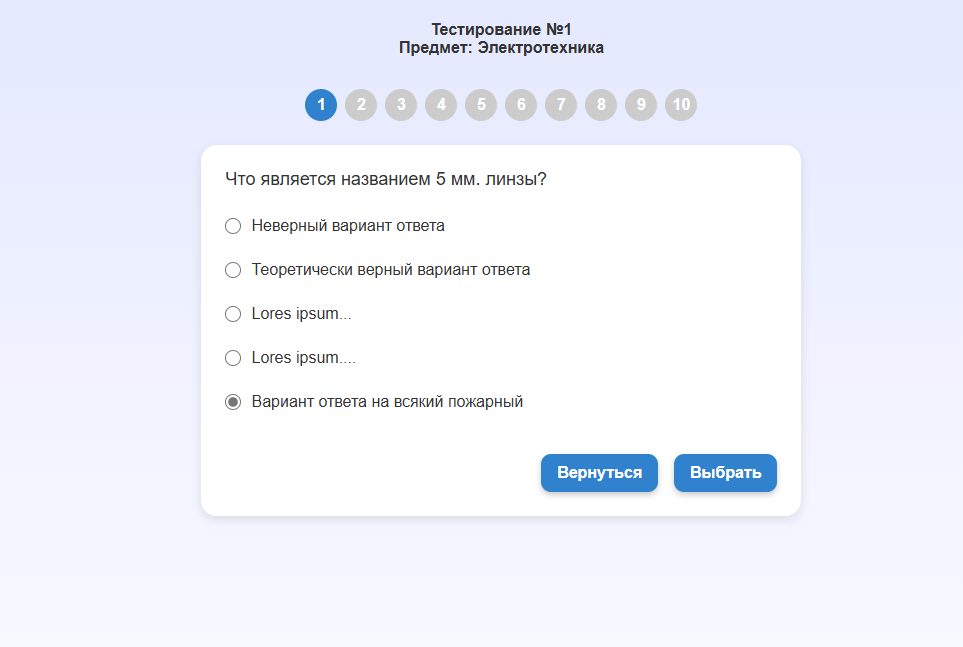 Тестирование №1
Предмет: Электротехника
1 2 3 4 5 6 7 8 9 10
Что является названием 5 мм. линзы?
Неверный вариант ответа
Теоретически верный вариант ответа
Lores ipsum...
Lores ipsum....
Вариант ответа на всякий пожарный
Вернуться Выбрать